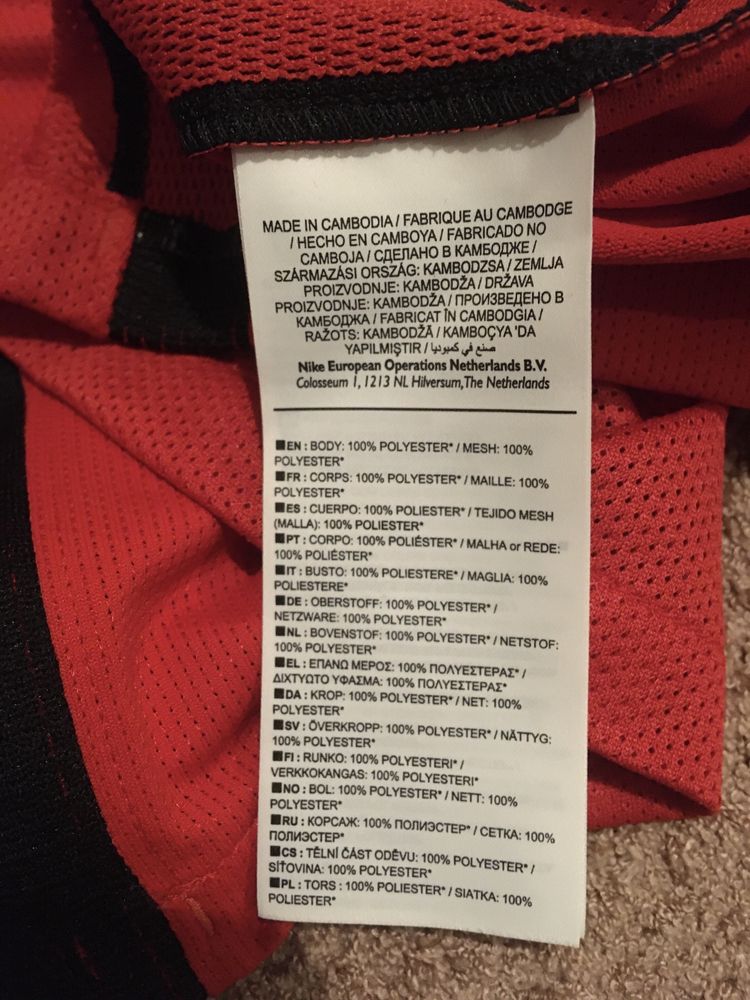 MADE IN CAMBODIA / FABRIQUE AU CAMBODGE
/ HECHO EN CAMBOYA / FABRICADO NO
CAMBOJA / СДЕЛАНО В КАМБОДЖЕ /
SZÁRMAZÁSI ORSZÁG: KAMBODZSA / ZEMLJA
PROIZVODNJE: KAMBODŽA / DRŽAVA
PROIZVODNJE: KAMBODŽA / ПРОИЗВЕДЕНО В
КАМБОДЖА / FABRICAT ÎN CAMBODGIA /
RAŽOTS: KAMBODŽĀ / KAMBOÇYA 'DA
YAPILMIŞTIR / صنع في كمبوديا
Nike European Operations Netherlands B.V.
Colosseum 1, 1213 NL Hilversum, The Netherlands
■EN : BODY: 100% POLYESTER* / MESH: 100%
POLYESTER*
■FR : CORPS: 100% POLYESTER* / MAILLE: 100%
POLYESTER*
■ES : CUERPO: 100% POLIESTER* / TEJIDO MESH
(MALLA): 100% POLIESTER*
■PT : CORPO: 100% POLIÉSTER* / MALHA or REDE:
100% POLIÉSTER*
■IT : BUSTO: 100% POLIESTERE* / MAGLIA: 100%
POLIESTERE*
■DE : OBERSTOFF: 100% POLYESTER* /
NETZWARE: 100% POLYESTER*
■NL : BOVENSTOF: 100% POLYESTER* / NETSTOF:
100% POLYESTER*
■EL : ΕΠΑΝΩ ΜΕΡΟΣ: 100% ΠΟΛΥΕΣΤΕΡΑΣ* /
ΔΙΧΤΥΩΤΟ ΥΦΑΣΜΑ: 100% ΠΟΛΥΕΣΤΕΡΑΣ*
■DA : KROP: 100% POLYESTER* / NET: 100%
POLYESTER*
■SV : ÖVERKROPP: 100% POLYESTER* / NÄTTYG:
100% POLYESTER*
■FI : RUNKO: 100% POLYESTERI* /
VERKKOKANGAS: 100% POLYESTERI*
■NO : BOL: 100% POLYESTER* / NETT: 100%
POLYESTER*
■RU : КОРСАЖ: 100% ПОЛИЭСТЕР* / СЕТКА: 100%
ПОЛИЭСТЕР*
■CS : TĚLNÍ ČÁST ODĚVU: 100% POLYESTER* /
SÍŤOVINA: 100% POLYESTER*
■PL : TORS : 100% POLIESTER* / SIATKA: 100%
POLIESTER*